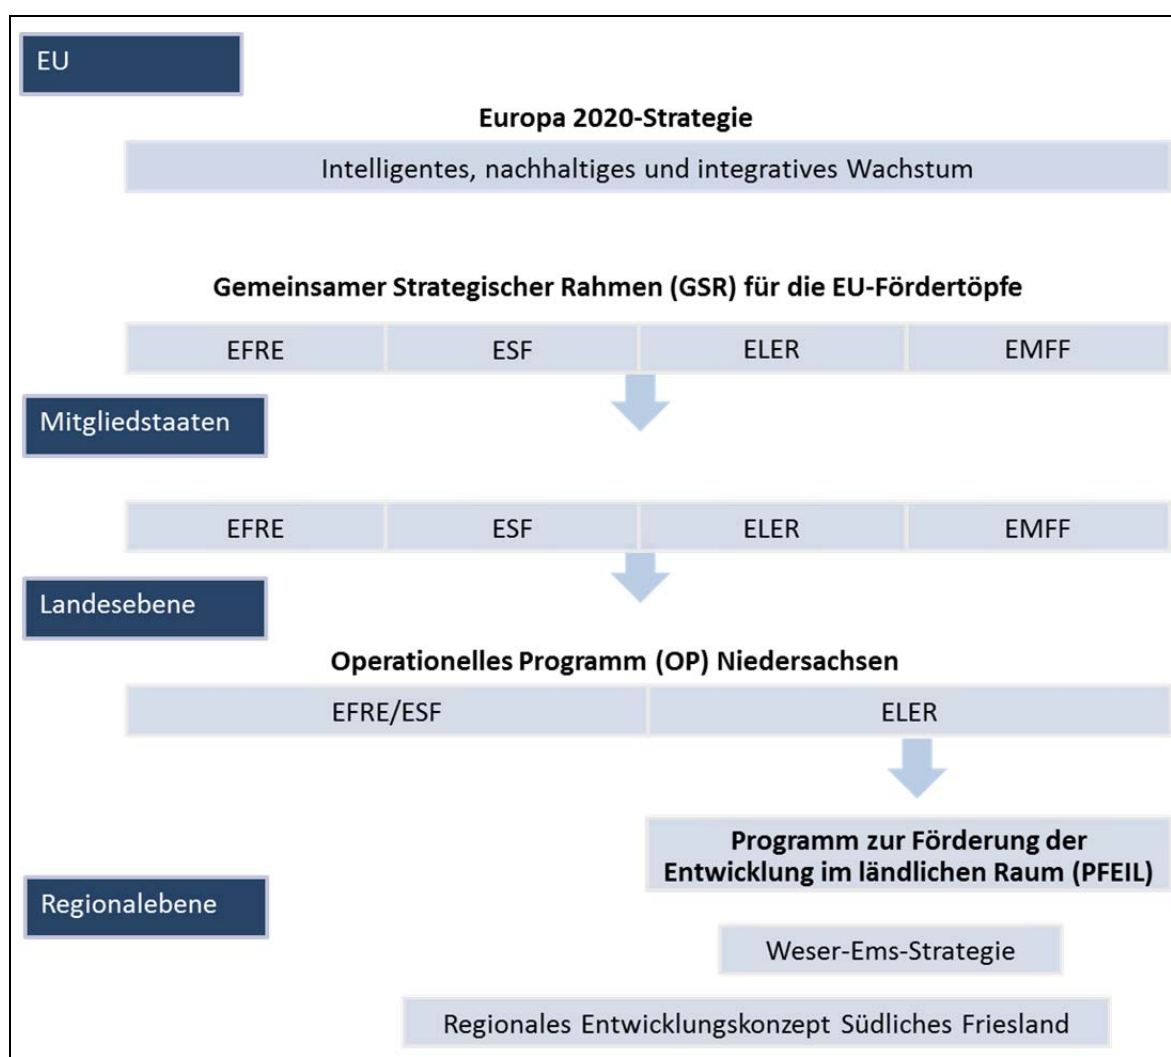 EU
Europa 2020-Strategie
Intelligentes, nachhaltiges und integratives Wachstum
Gemeinsamer Strategischer Rahmen (GSR) für die EU-Fördertöpfe
EFRE ESF ELER EMFF
Mitgliedstaaten
EFRE ESF ELER EMFF
Landesebene
Operationelles Programm (OP) Niedersachsen
EFRE/ESF ELER
Programm zur Förderung der
Entwicklung im ländlichen Raum (PFEIL)
Regionalebene
Weser-Ems-Strategie
Regionales Entwicklungskonzept Südliches Friesland